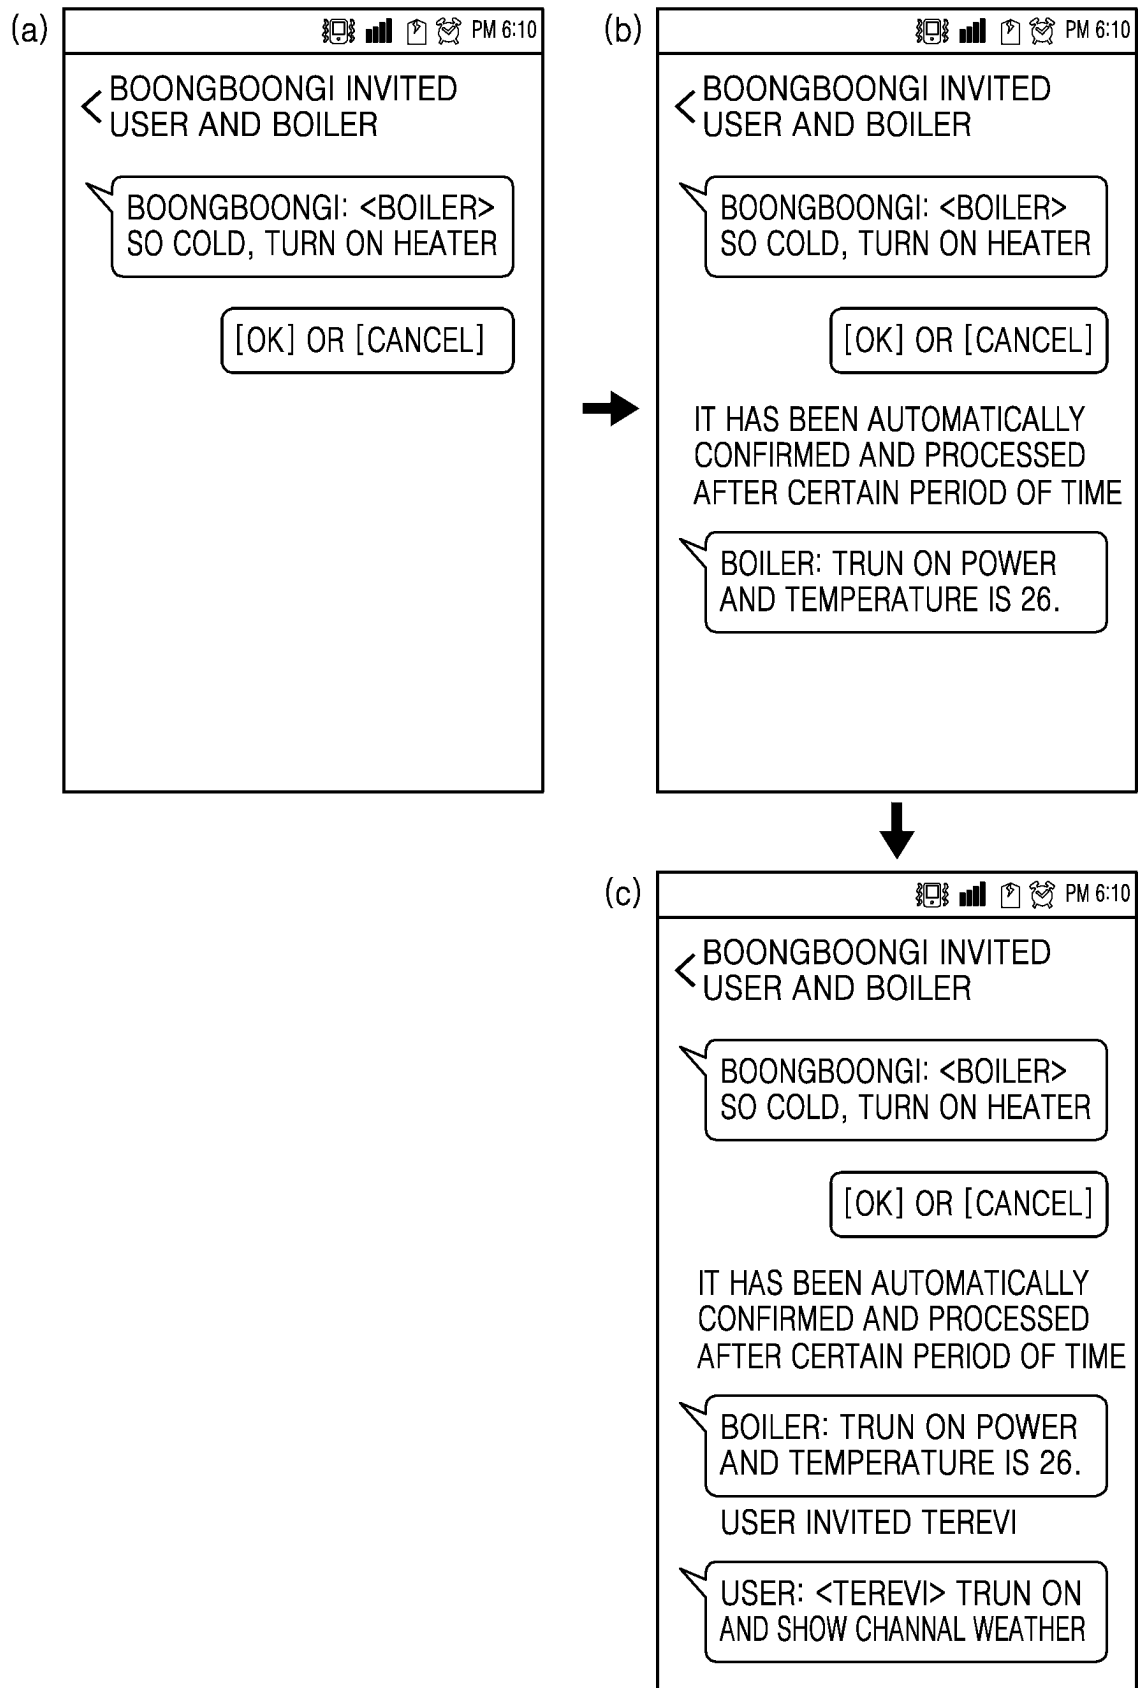 (a)
PM 6:10
BOONGBOONGI INVITED
USER AND BOILER
BOONGBOONGI: <BOILER>
SO COLD, TURN ON HEATER
[OK] OR [CANCEL]
(b)
PM 6:10
BOONGBOONGI INVITED
USER AND BOILER
BOONGBOONGI: <BOILER>
SO COLD, TURN ON HEATER
[OK] OR [CANCEL]
IT HAS BEEN AUTOMATICALLY
CONFIRMED AND PROCESSED
AFTER CERTAIN PERIOD OF TIME
BOILER: TRUN ON POWER
AND TEMPERATURE IS 26.
(c)
PM 6:10
BOONGBOONGI INVITED
USER AND BOILER
BOONGBOONGI: <BOILER>
SO COLD, TURN ON HEATER
[OK] OR [CANCEL]
IT HAS BEEN AUTOMATICALLY
CONFIRMED AND PROCESSED
AFTER CERTAIN PERIOD OF TIME
BOILER: TRUN ON POWER
AND TEMPERATURE IS 26.
USER INVITED TEREVI
USER: <TEREVI> TRUN ON
AND SHOW CHANNAL WEATHER